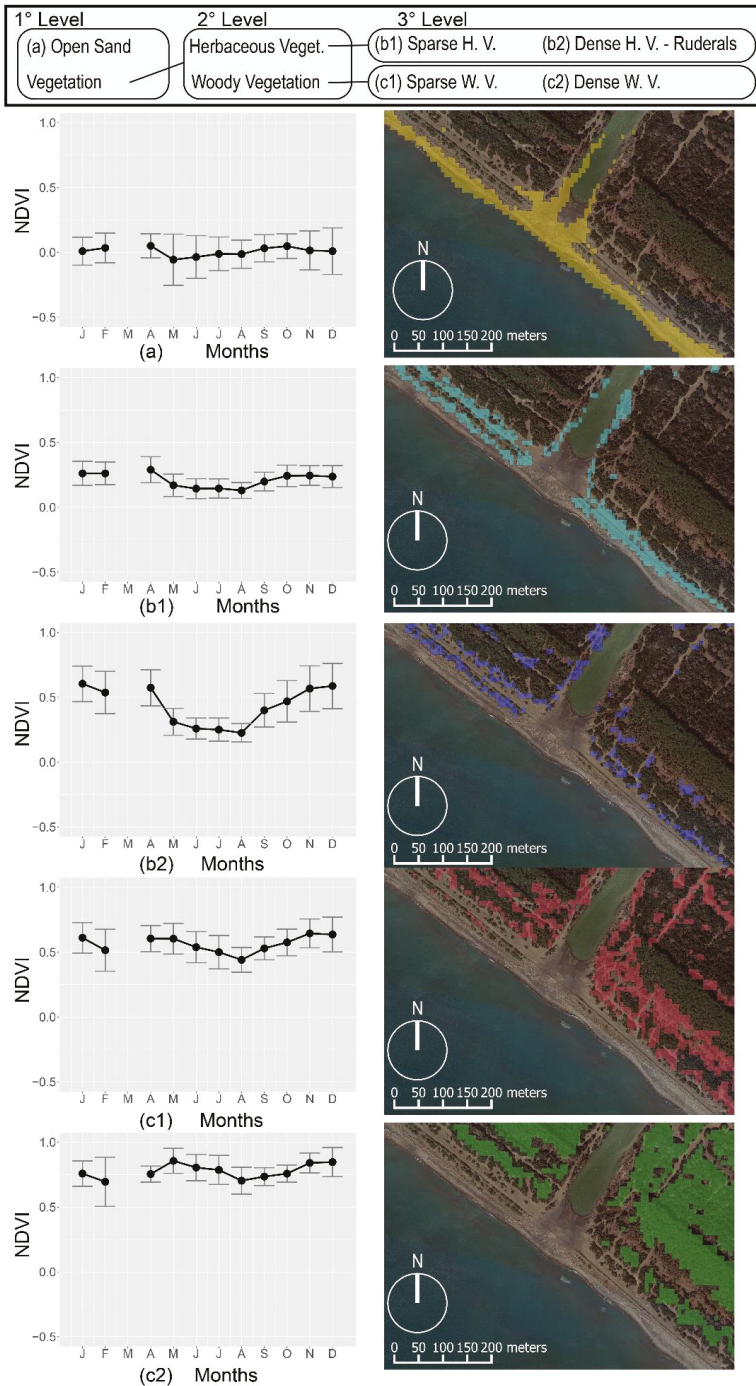 1° Level 2° Level 3° Level
(a) Open Sand Herbaceous Veget. (b1) Sparse H. V. (b2) Dense H. V. - Ruderals
Vegetation Woody Vegetation (c1) Sparse W. V. (c2) Dense W. V.
NDVI
1.0
0.5
0.0
−0.5
J F M A M J J A S O N D
(a) Months
N
0 50 100 150 200 meters
NDVI
1.0
0.5
0.0
−0.5
J F M A M J J A S O N D
(b1) Months
N
0 50 100 150 200 meters
NDVI
1.0
0.5
0.0
−0.5
J F M A M J J A S O N D
(b2) Months
N
0 50 100 150 200 meters
NDVI
1.0
0.5
0.0
−0.5
J F M A M J J A S O N D
(c1) Months
N
0 50 100 150 200 meters
NDVI
1.0
0.5
0.0
−0.5
J F M A M J J A S O N D
(c2) Months
N
0 50 100 150 200 meters